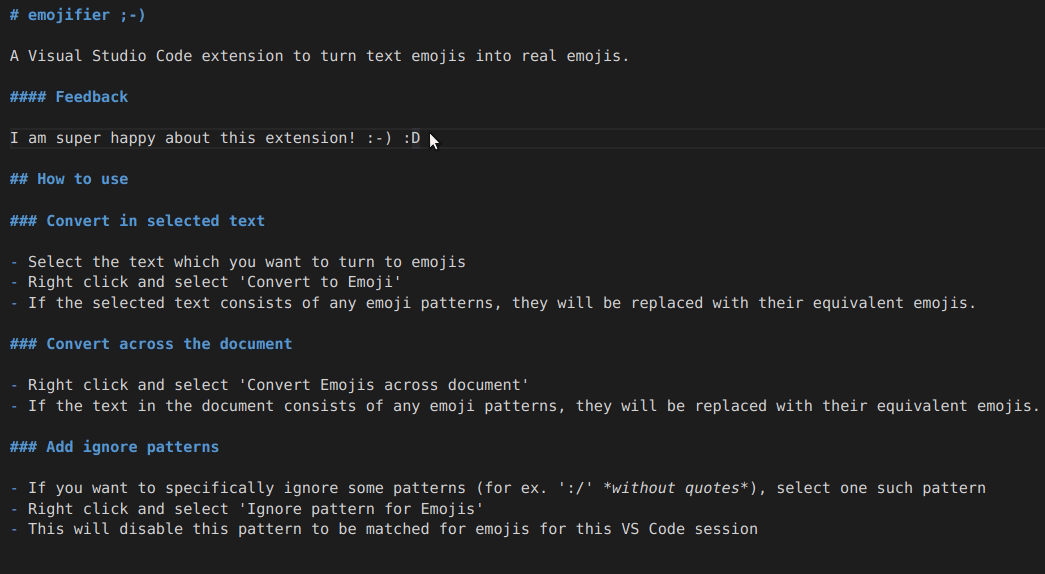 # emojifier ;-)
A Visual Studio Code extension to turn text emojis into real emojis.
#### Feedback
I am super happy about this extension! :-) :D
## How to use
### Convert in selected text
- Select the text which you want to turn to emojis
- Right click and select 'Convert to Emoji'
- If the selected text consists of any emoji patterns, they will be replaced with their equivalent emojis.
### Convert across the document
- Right click and select 'Convert Emojis across document'
- If the text in the document consists of any emoji patterns, they will be replaced with their equivalent emojis.
### Add ignore patterns
- If you want to specifically ignore some patterns (for ex. ':/' *without quotes*), select one such pattern
- Right click and select 'Ignore pattern for Emojis'
- This will disable this pattern to be matched for emojis for this VS Code session